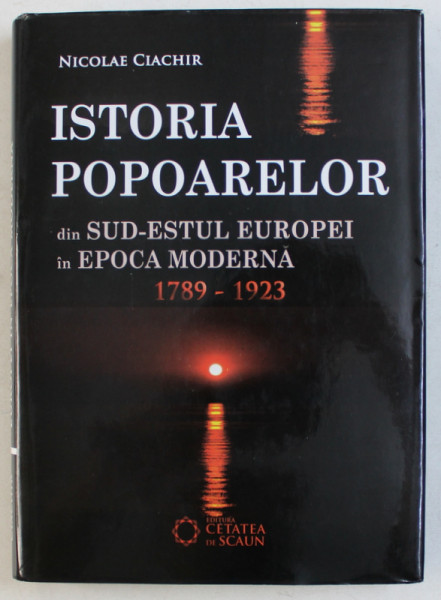 NICOLAE CIACHIR
ISTORIA
POPOARELOR
din SUD-ESTUL EUROPEI
în EPOCA MODERNĂ
1789 - 1923
EDITURA
CETATEA
DE SCAUN